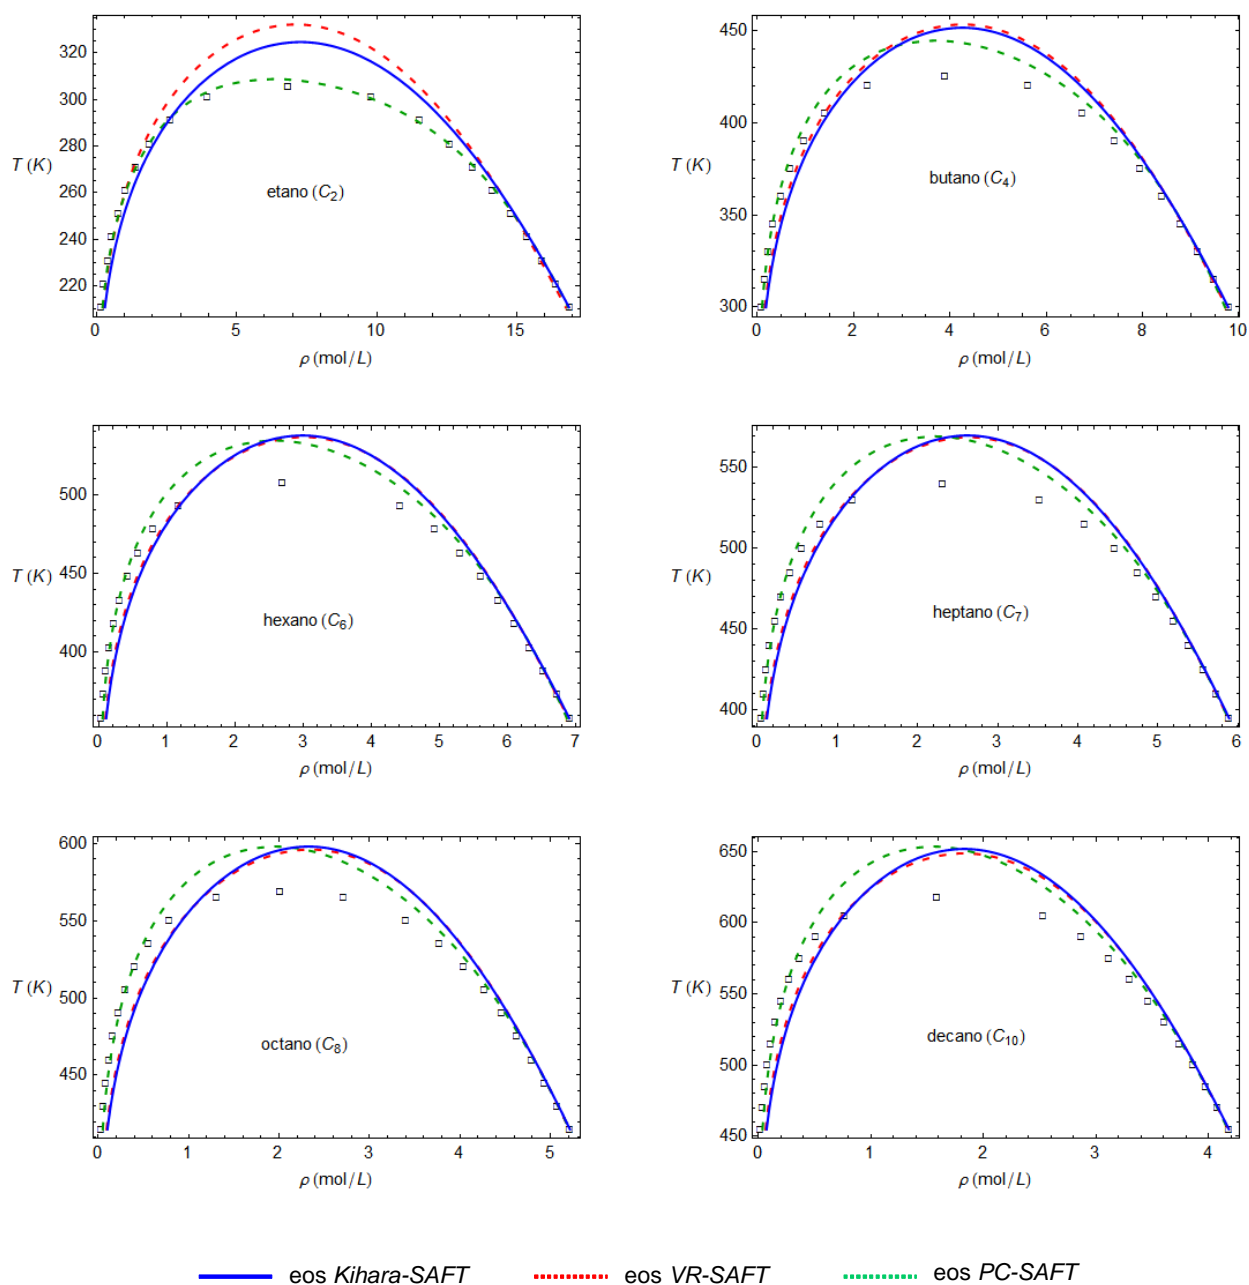 320
300
280
260
240
220
T (K)
etano (C2)
0 5 10 15
ρ (mol/L)
450
400
350
300
T (K)
butano (C4)
0 2 4 6 8 10
ρ (mol/L)
500
450
400
T (K)
hexano (C6)
0 1 2 3 4 5 6 7
ρ (mol/L)
550
500
450
400
T (K)
heptano (C7)
0 1 2 3 4 5 6
ρ (mol/L)
600
550
500
450
T (K)
octano (C8)
0 1 2 3 4 5
ρ (mol/L)
650
600
550
500
450
T (K)
decano (C10)
0 1 2 3 4
ρ (mol/L)
eos Kihara-SAFT eos VR-SAFT eos PC-SAFT